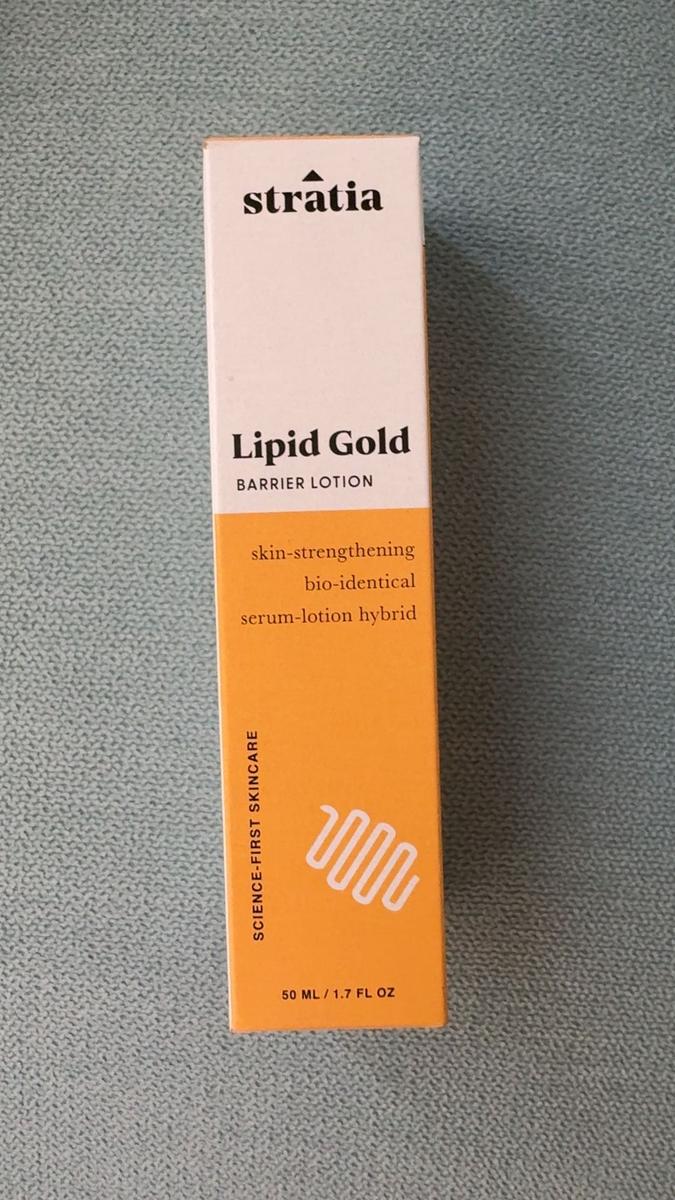 stratia
Lipid Gold
BARRIER LOTION
skin-strengthening
bio-identical
serum-lotion hybrid
SCIENCE-FIRST SKINCARE
50 ML / 1.7 FL OZ